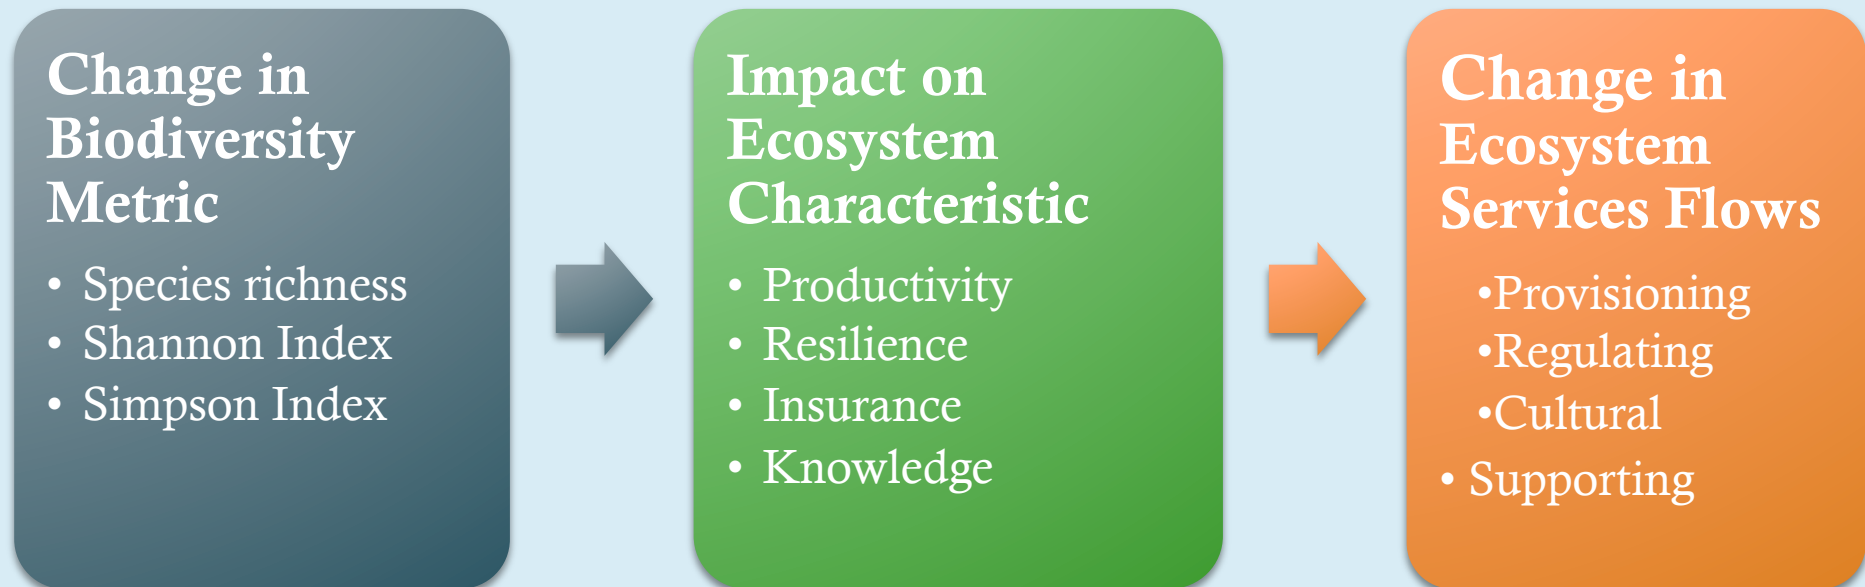 Change in
Biodiversity
Metric
• Species richness
• Shannon Index
• Simpson Index
Impact on
Ecosystem
Characteristic
• Productivity
• Resilience
• Insurance
• Knowledge
Change in
Ecosystem
Services Flows
•Provisioning
•Regulating
•Cultural
• Supporting